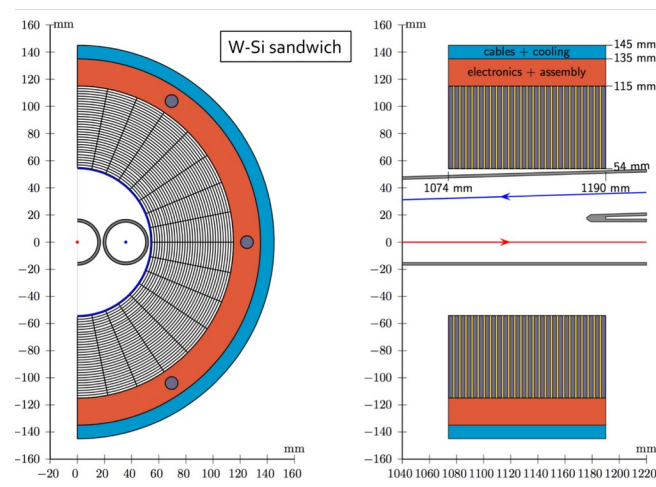 160 mm
140
120
100
80
60
40
20
0
−20
−40
−60
−80
−100
−120
−140
−160
−20 0 20 40 60 80 100 120 140 160
mm
W-Si sandwich
160 mm
140
120
100
80
60
40
20
0
−20
−40
−60
−80
−100
−120
−140
−160
cables + cooling
145 mm
135 mm
electronics + assembly
115 mm
54 mm
1074 mm
1190 mm
mm
1040 1060 1080 1100 1120 1140 1160 1180 1200 1220